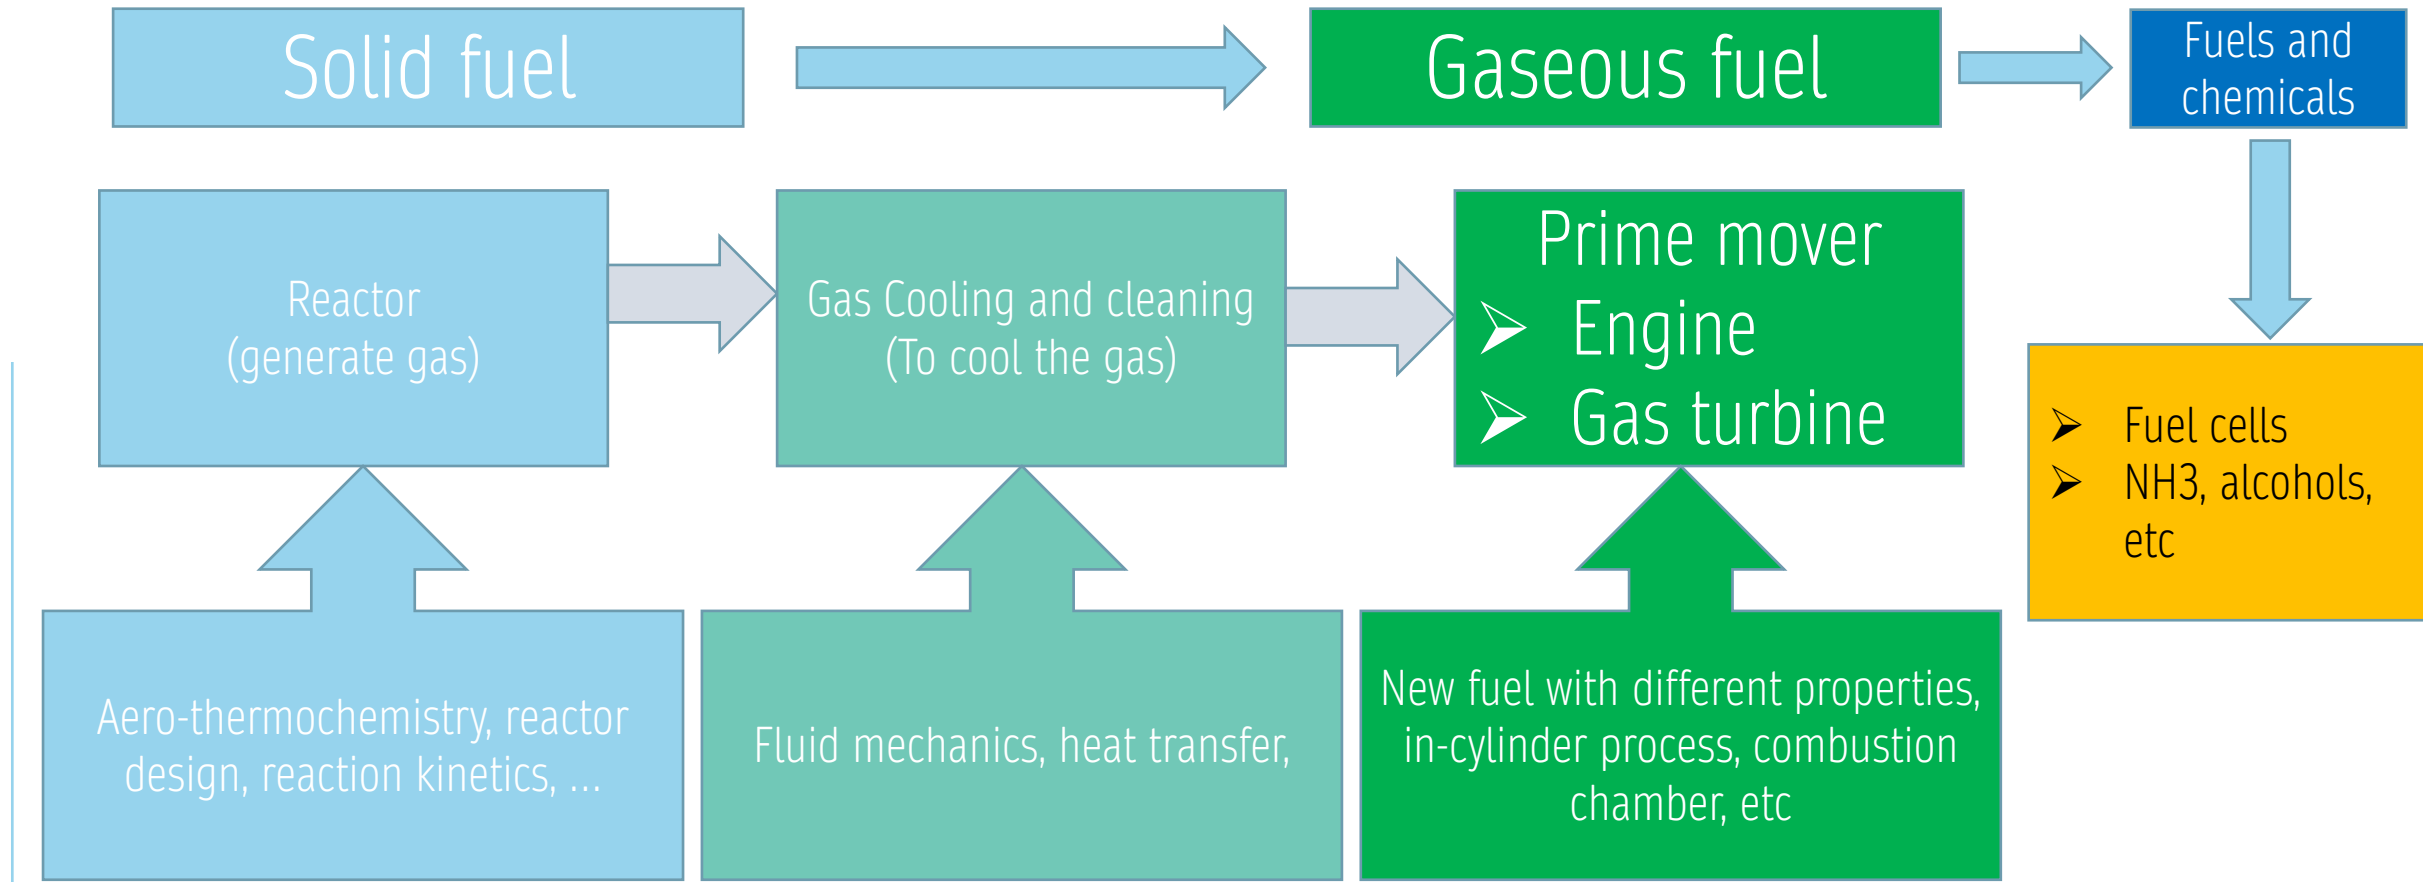 Solid fuel
Gaseous fuel
Fuels and
chemicals
Reactor
(generate gas)
Gas Cooling and cleaning
(To cool the gas)
Prime mover
➢ Engine
➢ Gas turbine
➢ Fuel cells
➢ NH3, alcohols,
etc
Aero-thermochemistry, reactor
design, reaction kinetics, ...
Fluid mechanics, heat transfer,
New fuel with different properties,
in-cylinder process, combustion
chamber, etc